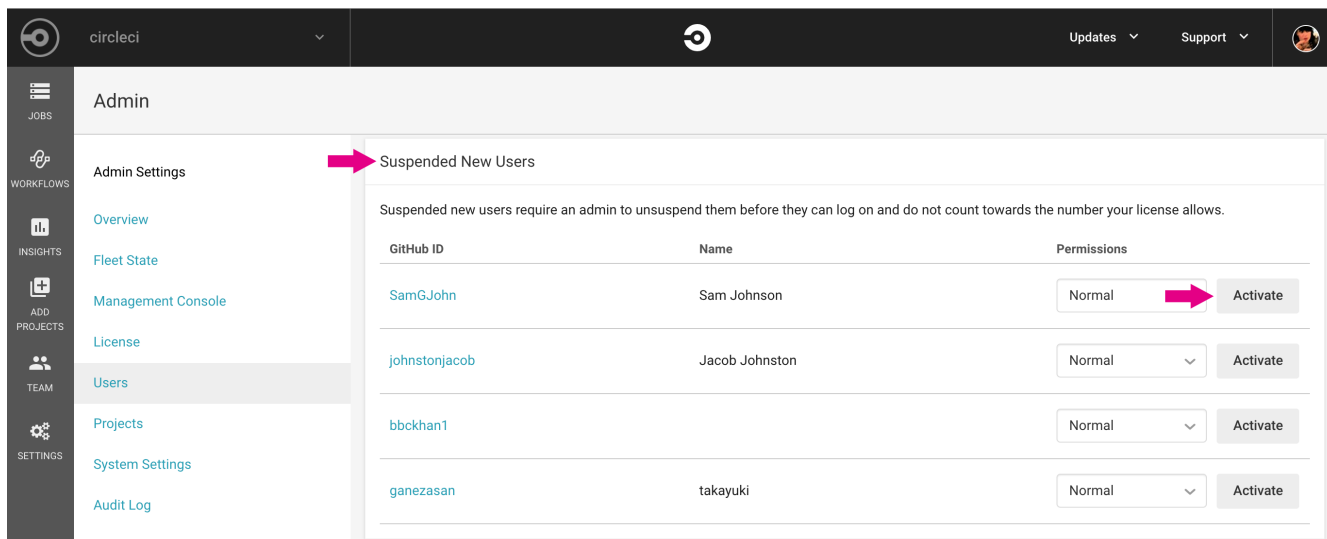 circleci
Updates
Support
JOBS
WORKFLOWS
INSIGHTS
ADD
PROJECTS
TEAM
SETTINGS
Admin
Admin Settings
Overview
Fleet State
Management Console
License
Users
Projects
System Settings
Audit Log
Suspended New Users
Suspended new users require an admin to unsuspend them before they can log on and do not count towards the number your license allows.
GitHub ID Name Permissions
SamGJohn Sam Johnson Normal Activate
johnstonjacob Jacob Johnston Normal Activate
bbckhan1 Normal Activate
ganezasan takayuki Normal Activate